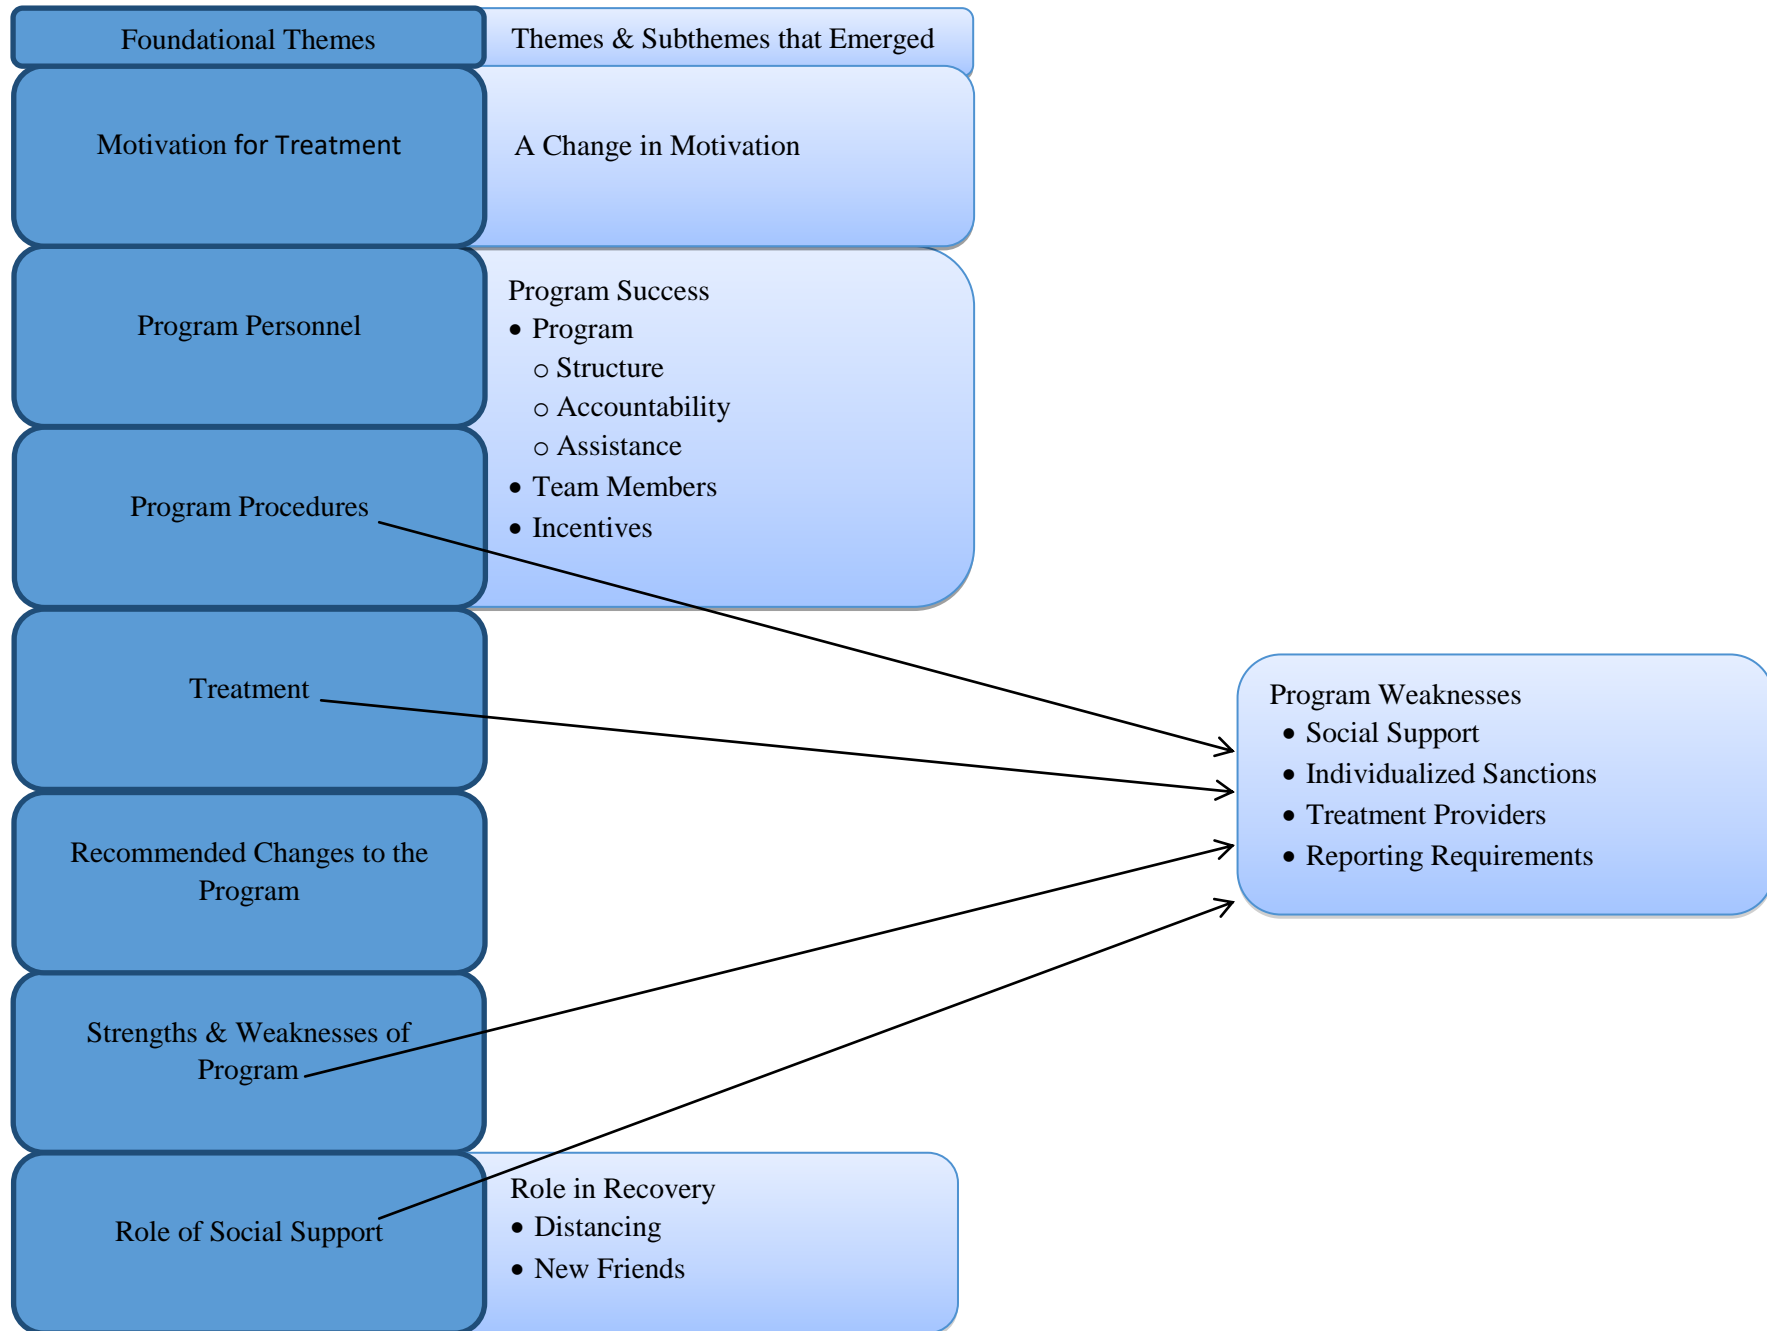 Foundational Themes
Themes & Subthemes that Emerged
Motivation for Treatment
A Change in Motivation
Program Personnel
Program Procedures
Program Success
• Program
o Structure
o Accountability
o Assistance
• Team Members
• Incentives
Treatment
Recommended Changes to the
Program
Strengths & Weaknesses of
Program
Role of Social Support
Role in Recovery
• Distancing
• New Friends
Program Weaknesses
• Social Support
• Individualized Sanctions
• Treatment Providers
• Reporting Requirements